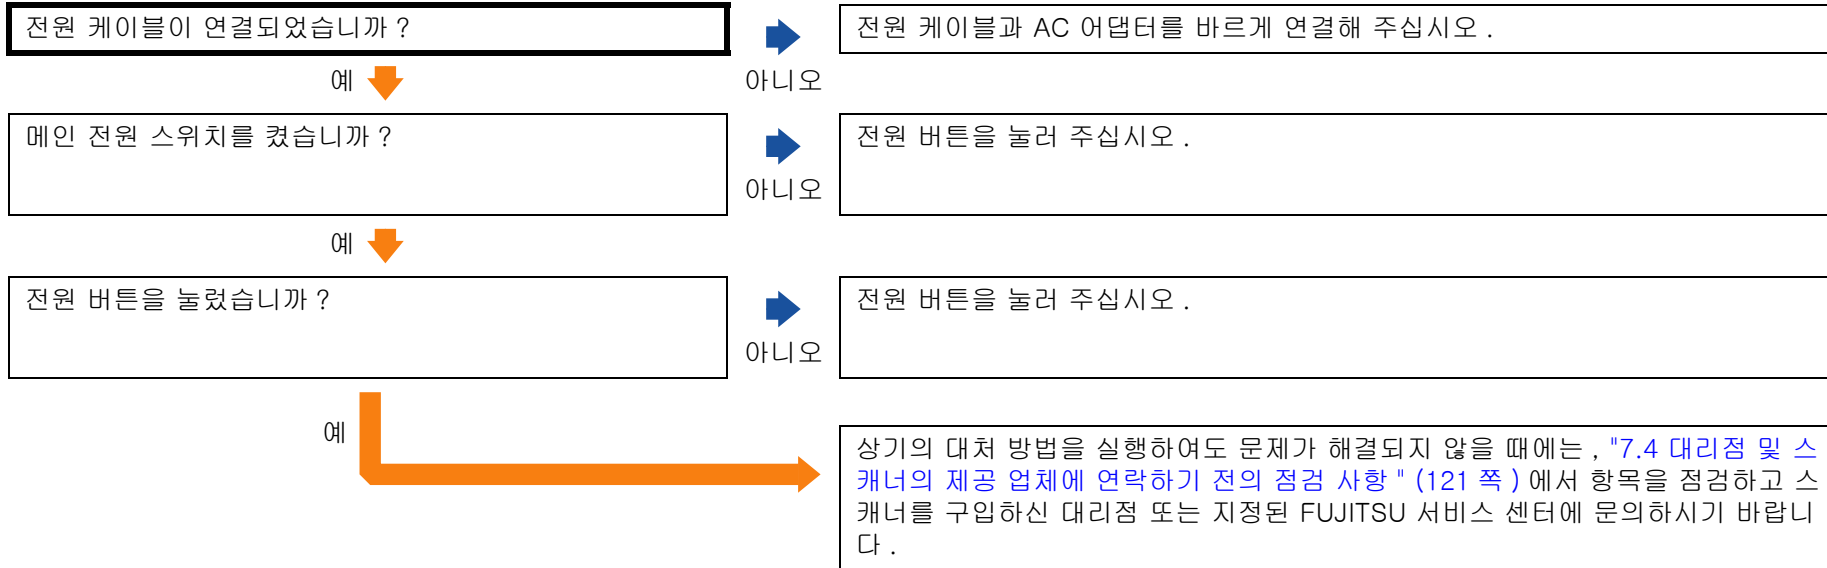 전원 케이블이 연결되었습니까 ?
전원 케이블과 AC 어댑터를 바르게 연결해 주십시오 .
예
아니오
메인 전원 스위치를 켰습니까 ?
전원 버튼을 눌러 주십시오 .
아니오
예
전원 버튼을 눌렀습니까 ?
전원 버튼을 눌러 주십시오 .
아니오
예
상기의 대처 방법을 실행하여도 문제가 해결되지 않을 때에는 , "7.4 대리점 및 스
캐너의 제공 업체에 연락하기 전의 점검 사항 " (121 쪽 ) 에서 항목을 점검하고 스
캐너를 구입하신 대리점 또는 지정된 FUJITSU 서비스 센터에 문의하시기 바랍니
다 .